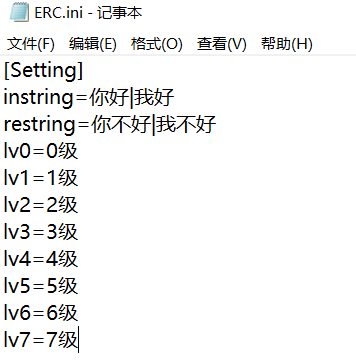 ERC.ini - 记事本
文件(F) 编辑(E) 格式(O) 查看(V) 帮助(H)
[Setting]
instring=你好|我好
restring=你不好|我不好
lv0=0级
lv1=1级
lv2=2级
lv3=3级
lv4=4级
lv5=5级
lv6=6级
lv7=7级